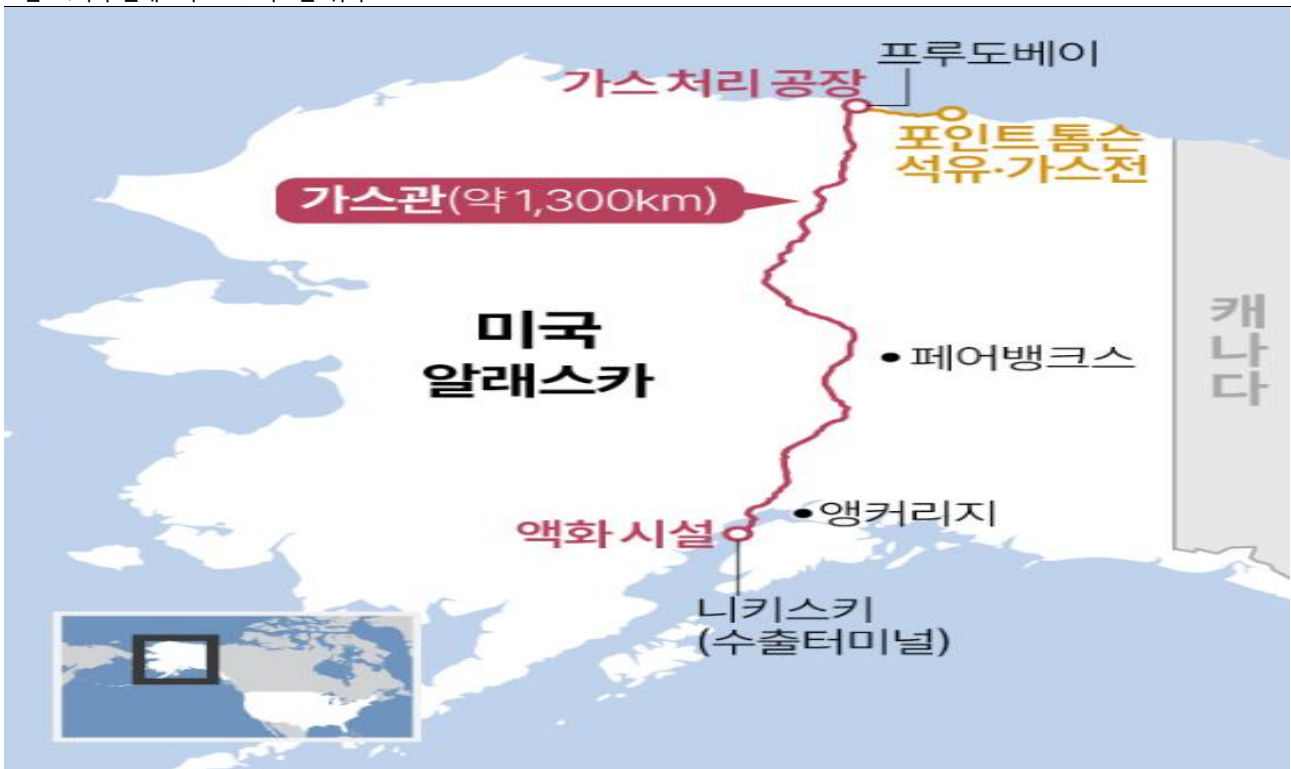 프루도베이
가스 처리 공장
포인트 톰슨
석유·가스전
가스관(약 1,300km)
미국
알래스카
캐
나
다
페어뱅크스
앵커리지
액화 시설
니키스키
(수출터미널)